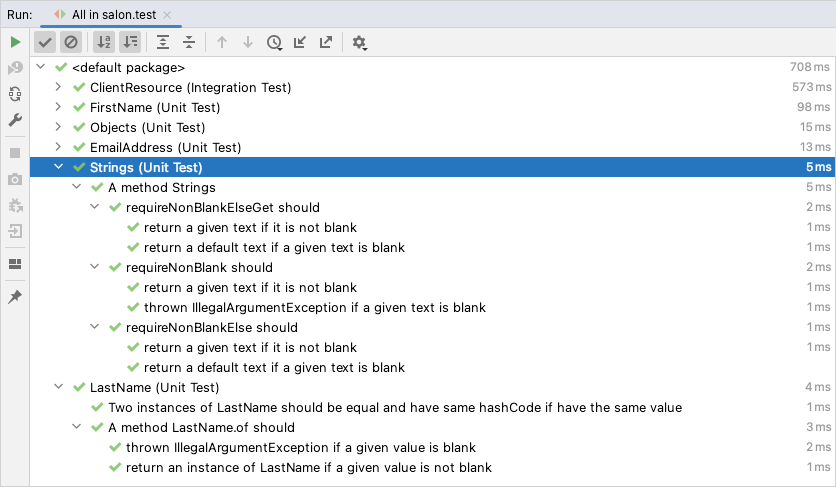 Run: All in salon.test
<default package> 708 ms
ClientResource (Integration Test) 573 ms
FirstName (Unit Test) 98 ms
Objects (Unit Test) 15 ms
EmailAddress (Unit Test) 13 ms
Strings (Unit Test) 5 ms
A method Strings 5 ms
requireNonBlankElseGet should 2 ms
return a given text if it is not blank 1 ms
return a default text if a given text is blank 1 ms
requireNonBlank should 2 ms
return a given text if it is not blank 1 ms
thrown IllegalArgumentException if a given text is blank 1 ms
requireNonBlankElse should 1 ms
return a given text if it is not blank 1 ms
return a default text if a given text is blank
LastName (Unit Test) 4 ms
Two instances of LastName should be equal and have same hashCode if have the same value 1 ms
A method LastName.of should 3 ms
thrown IllegalArgumentException if a given value is blank 2 ms
return an instance of LastName if a given value is not blank 1 ms